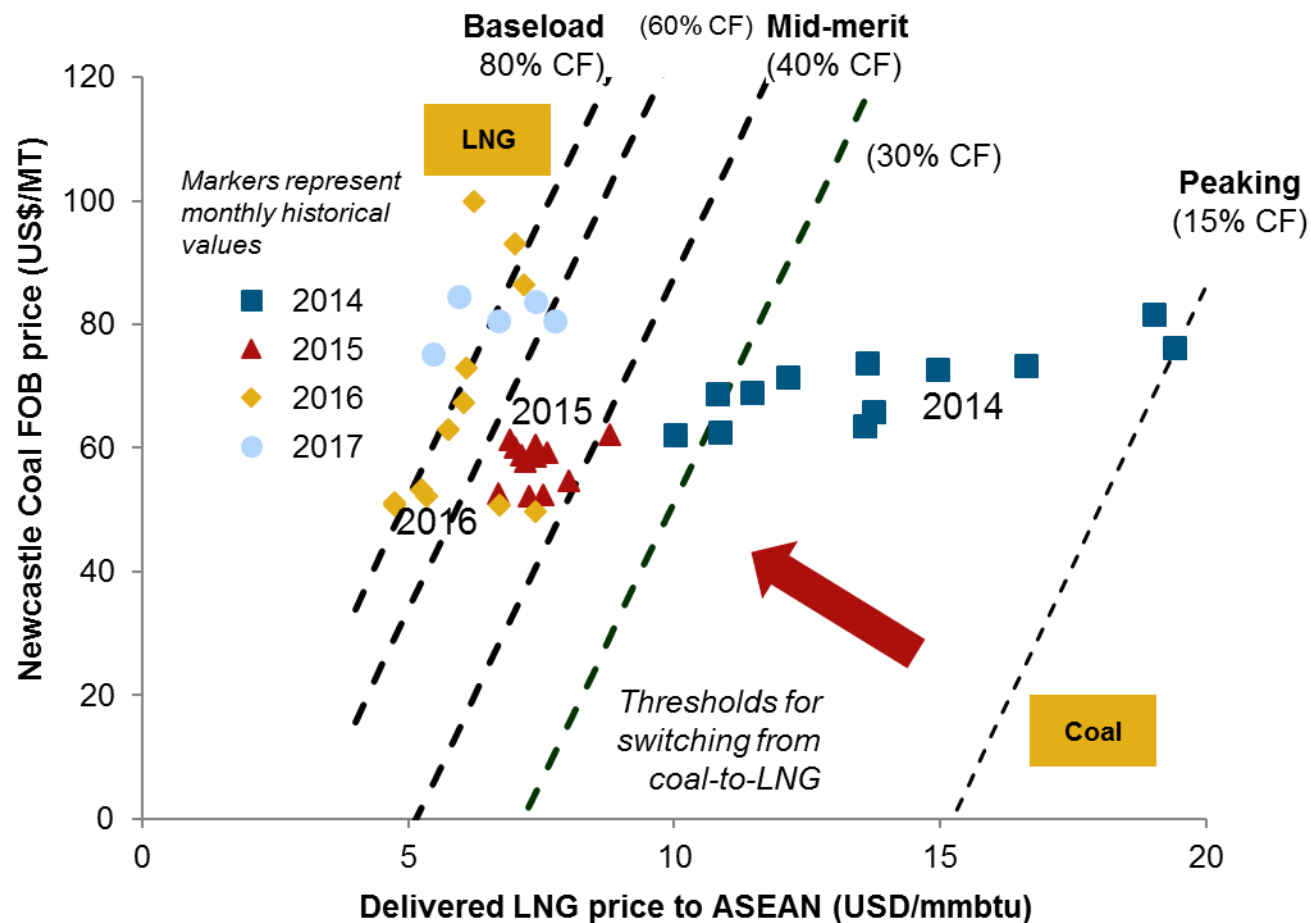 Baseload
80% CF)
(60% CF)
Mid-merit
(40% CF)
(30% CF)
Peaking
(15% CF)
LNG
Markers represent
monthly historical
values
2014
2015
2016
2017
2015
2014
2016
Thresholds for
switching from
coal-to-LNG
Coal
Newcastle Coal FOB price (US$/MT)
120
100
80
60
40
20
0
0
5
10
15
20
Delivered LNG price to ASEAN (USD/mmbtu)